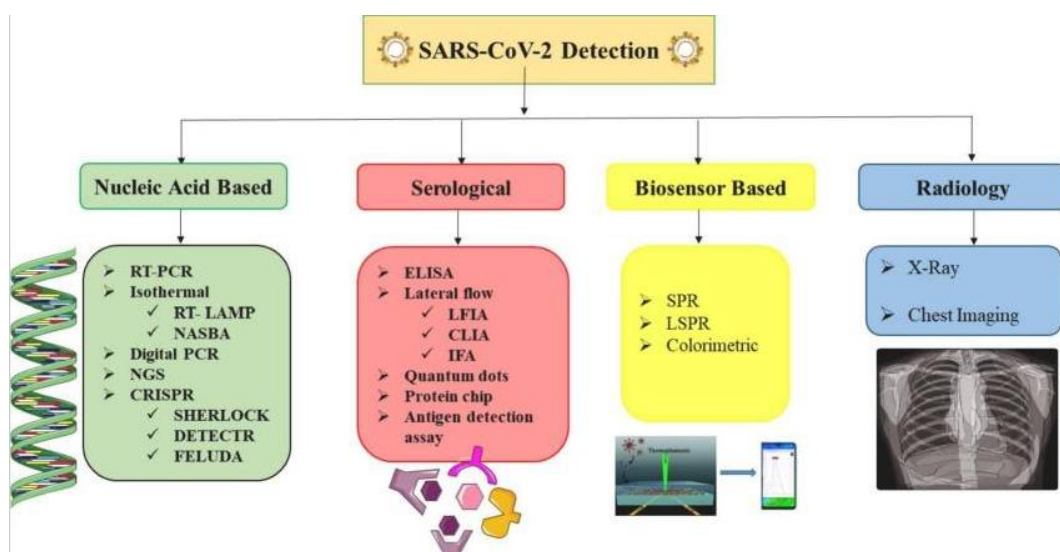 SARS-CoV-2 Detection
Nucleic Acid Based
Serological
Biosensor Based
Radiology
➢ RT-PCR
➢ Isothermal
✓ RT- LAMP
✓ NASBA
➢ Digital PCR
➢ NGS
➢ CRISPR
✓ SHERLOCK
✓ DETECTR
✓ FELUDA
➢ ELISA
➢ Lateral flow
✓ LFIA
✓ CLIA
✓ IFA
➢ Quantum dots
➢ Protein chip
➢ Antigen detection
assay
➢ SPR
➢ LSPR
➢ Colorimetric
➢ X-Ray
➢ Chest Imaging